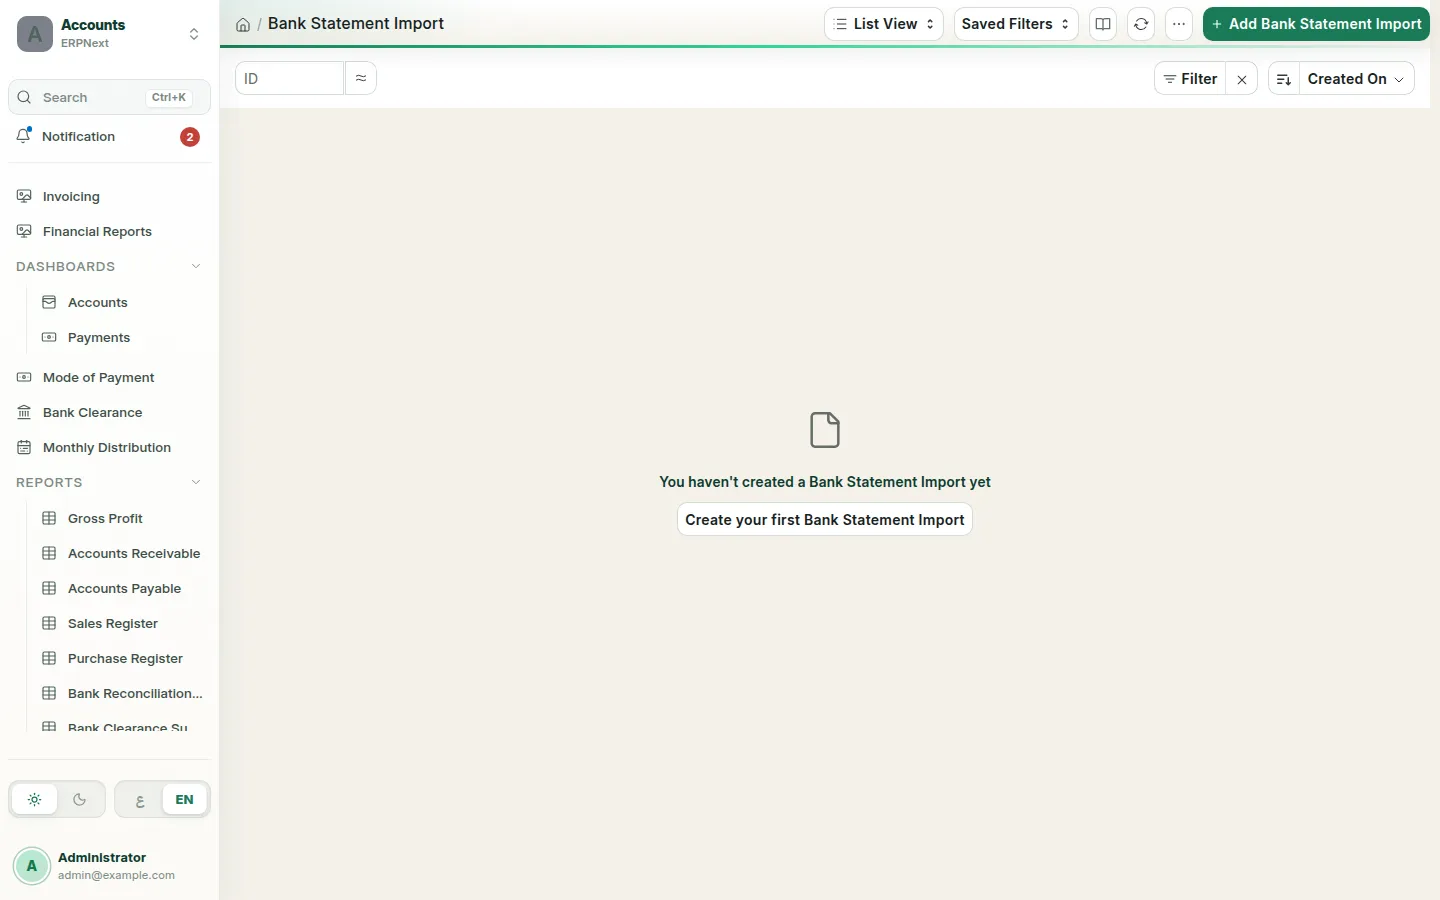 Accounts
ERPNext
Search
Ctrl+K
Notification
2
Invoicing
Financial Reports
DASHBOARDS
Accounts
Payments
Mode of Payment
Bank Clearance
Monthly Distribution
REPORTS
Gross Profit
Accounts Receivable
Accounts Payable
Sales Register
Purchase Register
Bank Reconciliation...
Bank Clearance Su
ع
EN
A
Administrator
admin@example.com
A
/ Bank Statement Import
List View
Saved Filters
+ Add Bank Statement Import
ID
≈
Filter
Created On
You haven't created a Bank Statement Import yet
Create your first Bank Statement Import